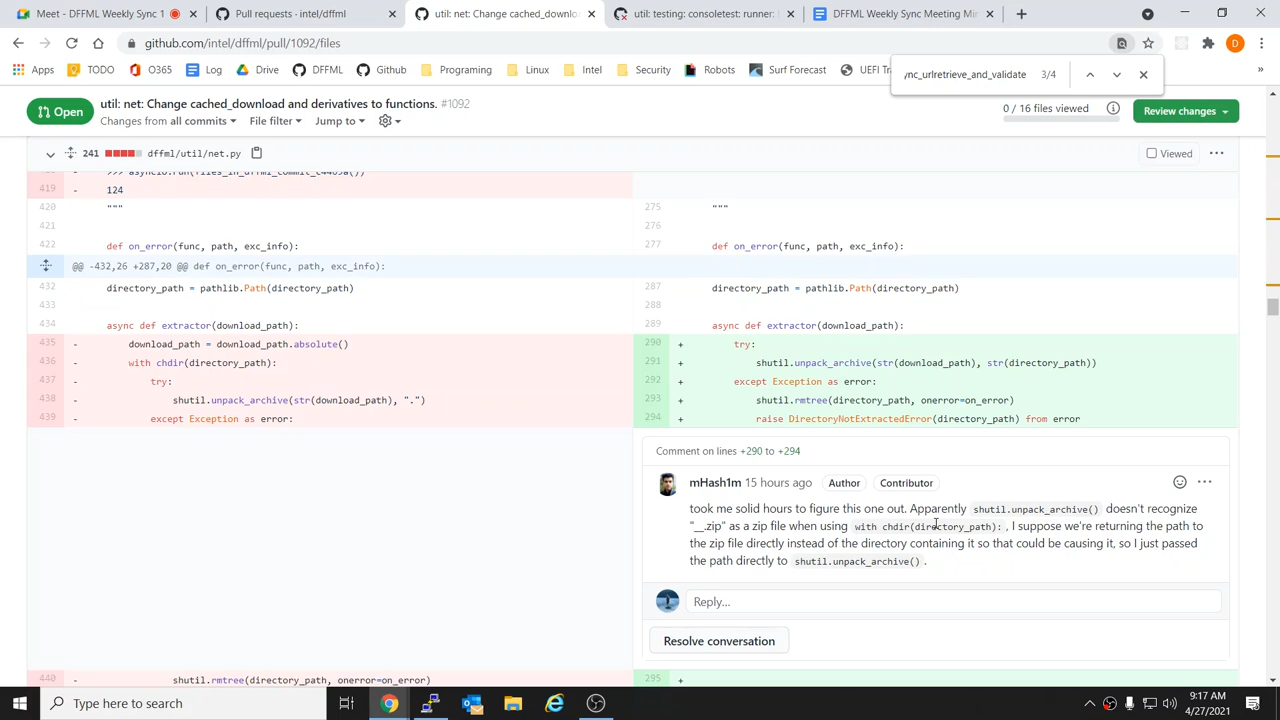 Meet - DFFML Weekly Sync 1
Pull requests · intel/dffml
util: net: Change cached_downlo
util: testing: consoletest: runner:
DFFML Weekly Sync Meeting Mi
github.com/intel/dffml/pull/1092/files
Apps
TODO
O365
Log
Drive
DFFML
Github
Programing
Linux
Intel
Security
Robots
Surf Forecast
UEFI Tr
ync_urlretrieve_and_validate
3/4
Open
util: net: Change cached_download and derivatives to functions. #1092
Changes from all commits
File filter
Jump to
0 / 16 files viewed
Review changes
241
dffml/util/net.py
Viewed
419 - 124
420 """
421
422 def on_error(func, path, exc_info):
275 """
276
277 def on_error(func, path, exc_info):
@@ -432,26 +287,20 @@ def on_error(func, path, exc_info):
432 directory_path = pathlib.Path(directory_path)
433
434 async def extractor(download_path):
435 - download_path = download_path.absolute()
436 - with chdir(directory_path):
437 - try:
438 - shutil.unpack_archive(str(download_path), ".")
439 - except Exception as error:
287 directory_path = pathlib.Path(directory_path)
288
289 async def extractor(download_path):
290 + try:
291 + shutil.unpack_archive(str(download_path), str(directory_path))
292 + except Exception as error:
293 + shutil.rmtree(directory_path, onerror=on_error)
294 + raise DirectoryNotExtractedError(directory_path) from error
Comment on lines +290 to +294
mHash1m 15 hours ago
Author
Contributor
took me solid hours to figure this one out. Apparently shutil.unpack_archive() doesn't recognize
"__.zip" as a zip file when using with chdir(directory_path): , I suppose we're returning the path to
the zip file directly instead of the directory containing it so that could be causing it, so I just passed
the path directly to shutil.unpack_archive() .
Reply...
Resolve conversation
440 - shutil.rmtree(directory_path, onerror=on_error)
295 +
Type here to search
9:17 AM
4/27/2021